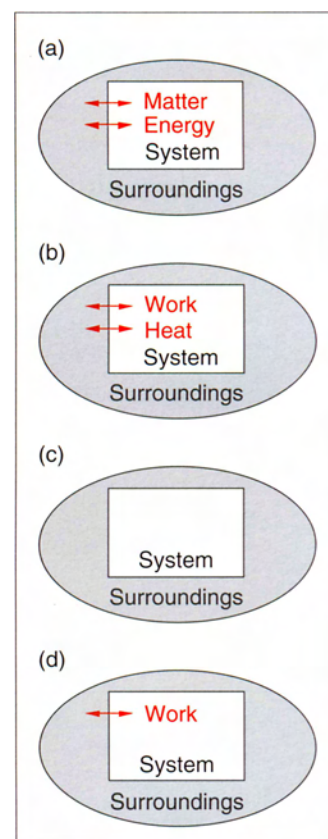 (a)
Matter
Energy
System
Surroundings
(b)
Work
Heat
System
Surroundings
(c)
System
Surroundings
(d)
Work
System
Surroundings